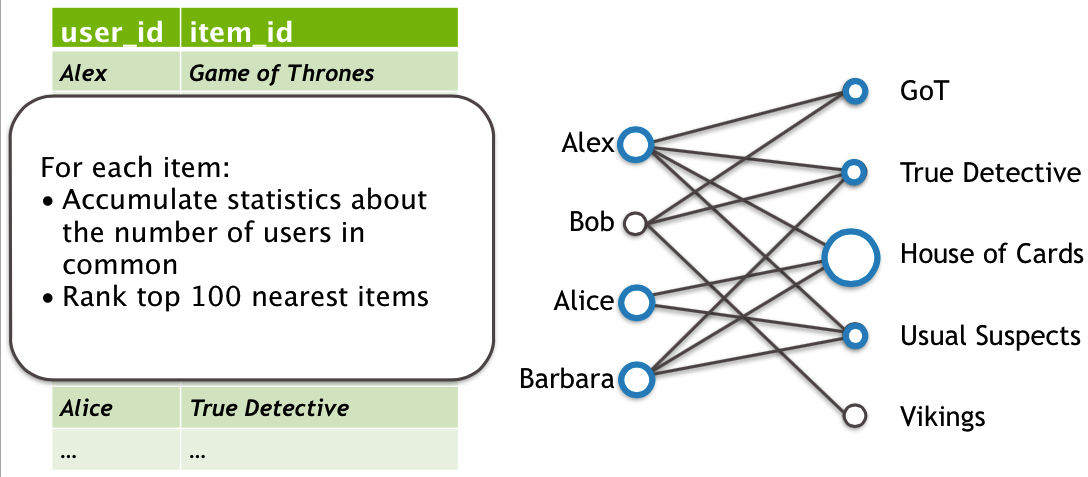 user_id item_id
Alex Game of Thrones
For each item:
• Accumulate statistics about
the number of users in
common
• Rank top 100 nearest items
Alice True Detective
... ...
Alex
Bob
Alice
Barbara
GoT
True Detective
House of Cards
Usual Suspects
Vikings